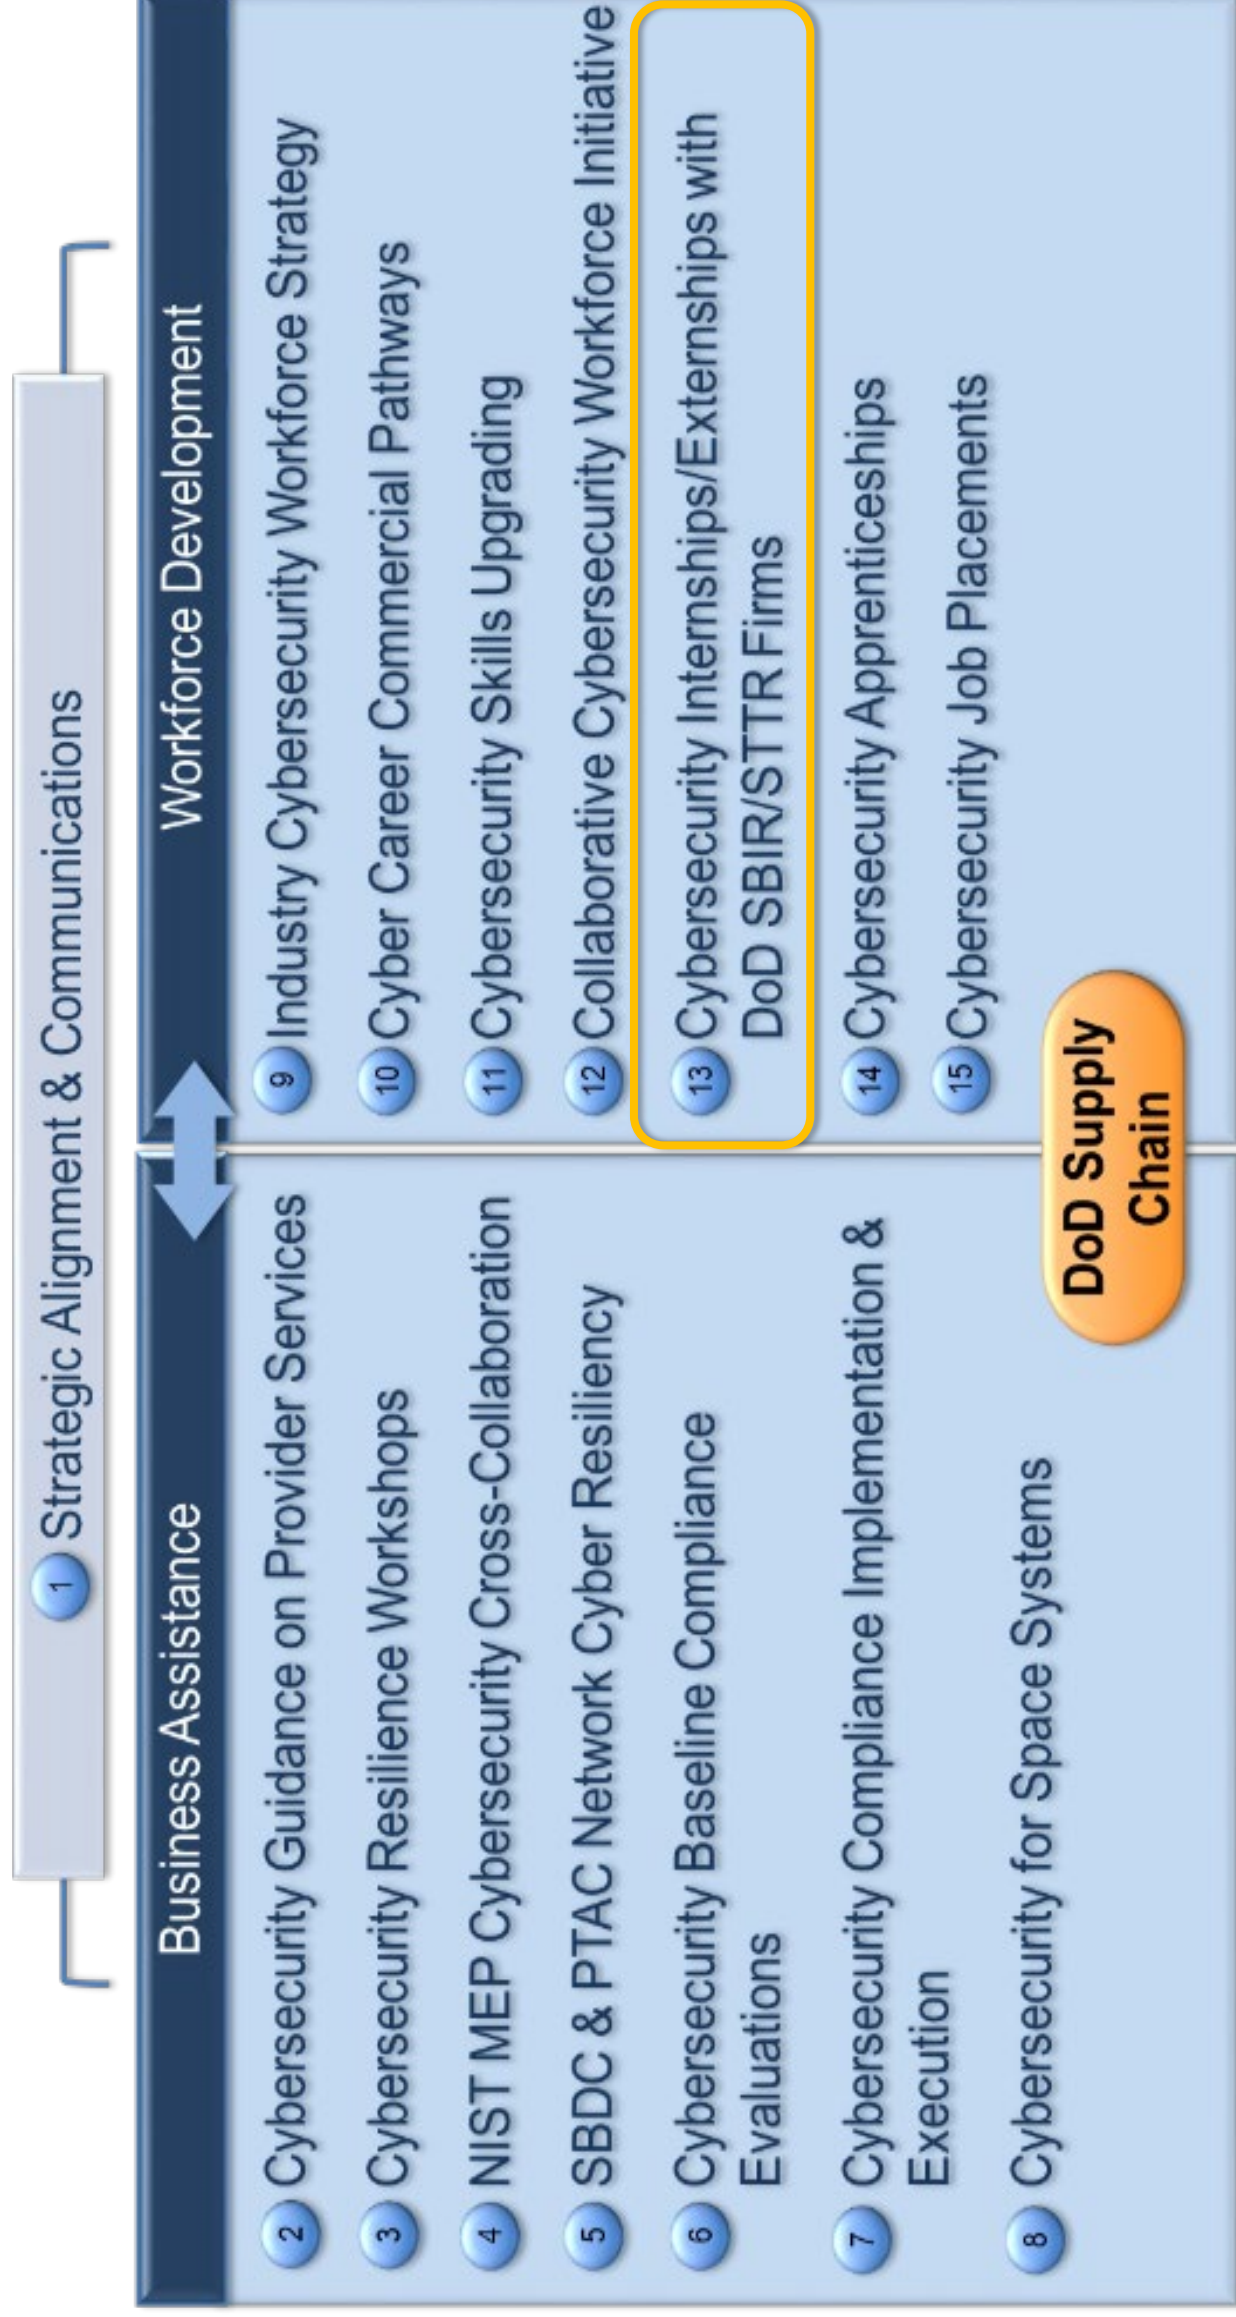 1 Strategic Alignment & Communications
Business Assistance
2 Cybersecurity Guidance on Provider Services
3 Cybersecurity Resilience Workshops
4 NIST MEP Cybersecurity Cross-Collaboration
5 SBDC & PTAC Network Cyber Resiliency
6 Cybersecurity Baseline Compliance
Evaluations
7 Cybersecurity Compliance Implementation &
Execution
8 Cybersecurity for Space Systems
Workforce Development
9 Industry Cybersecurity Workforce Strategy
10 Cyber Career Commercial Pathways
11 Cybersecurity Skills Upgrading
12 Collaborative Cybersecurity Workforce Initiative
13 Cybersecurity Internships/Externships with
DoD SBIR/STTR Firms
14 Cybersecurity Apprenticeships
15 Cybersecurity Job Placements
DoD Supply
Chain